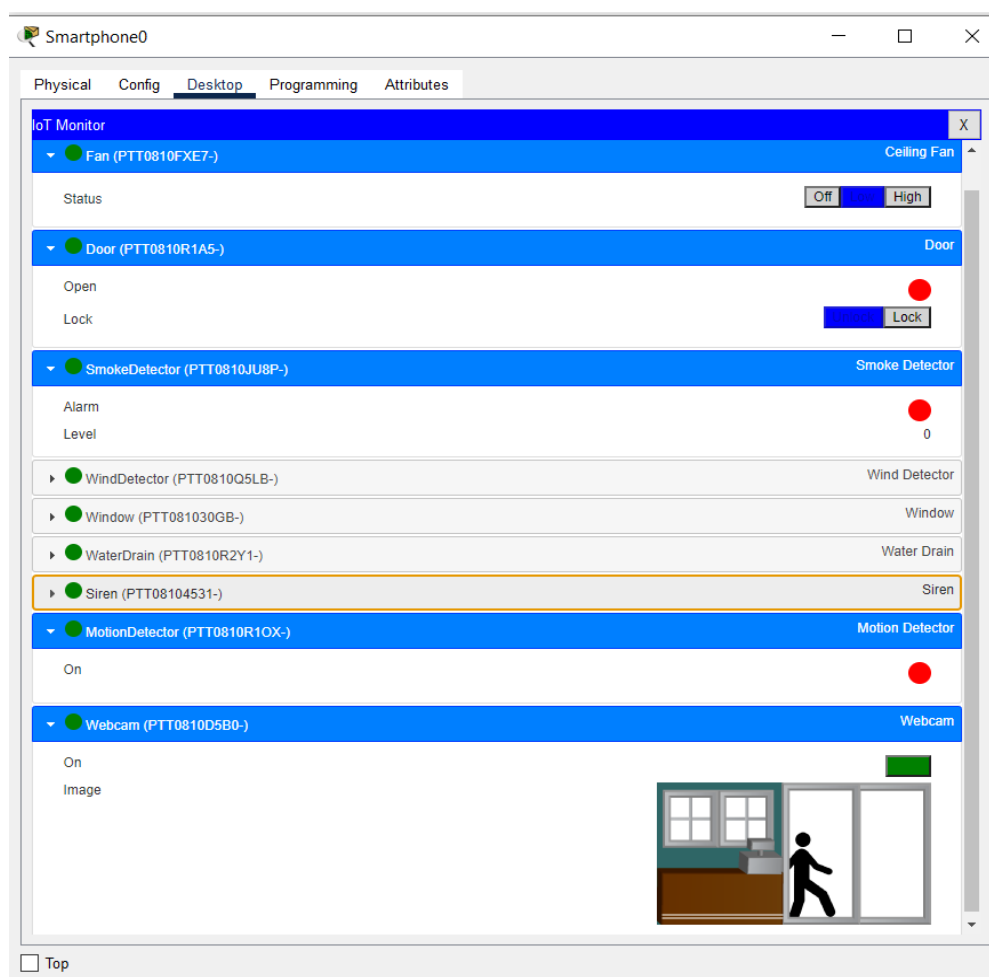 Smartphone0
Physical Config Desktop Programming Attributes
IoT Monitor X
Fan (PTT0810FXE7-) Ceiling Fan
Status Off Low High
Door (PTT0810R1A5-) Door
Open
Lock Unlock Lock
SmokeDetector (PTT0810JU8P-) Smoke Detector
Alarm
Level 0
WindDetector (PTT0810Q5LB-) Wind Detector
Window (PTT081030GB-) Window
WaterDrain (PTT0810R2Y1-) Water Drain
Siren (PTT08104531-) Siren
MotionDetector (PTT0810R1OX-) Motion Detector
On
Webcam (PTT0810D5B0-) Webcam
On
Image
Top